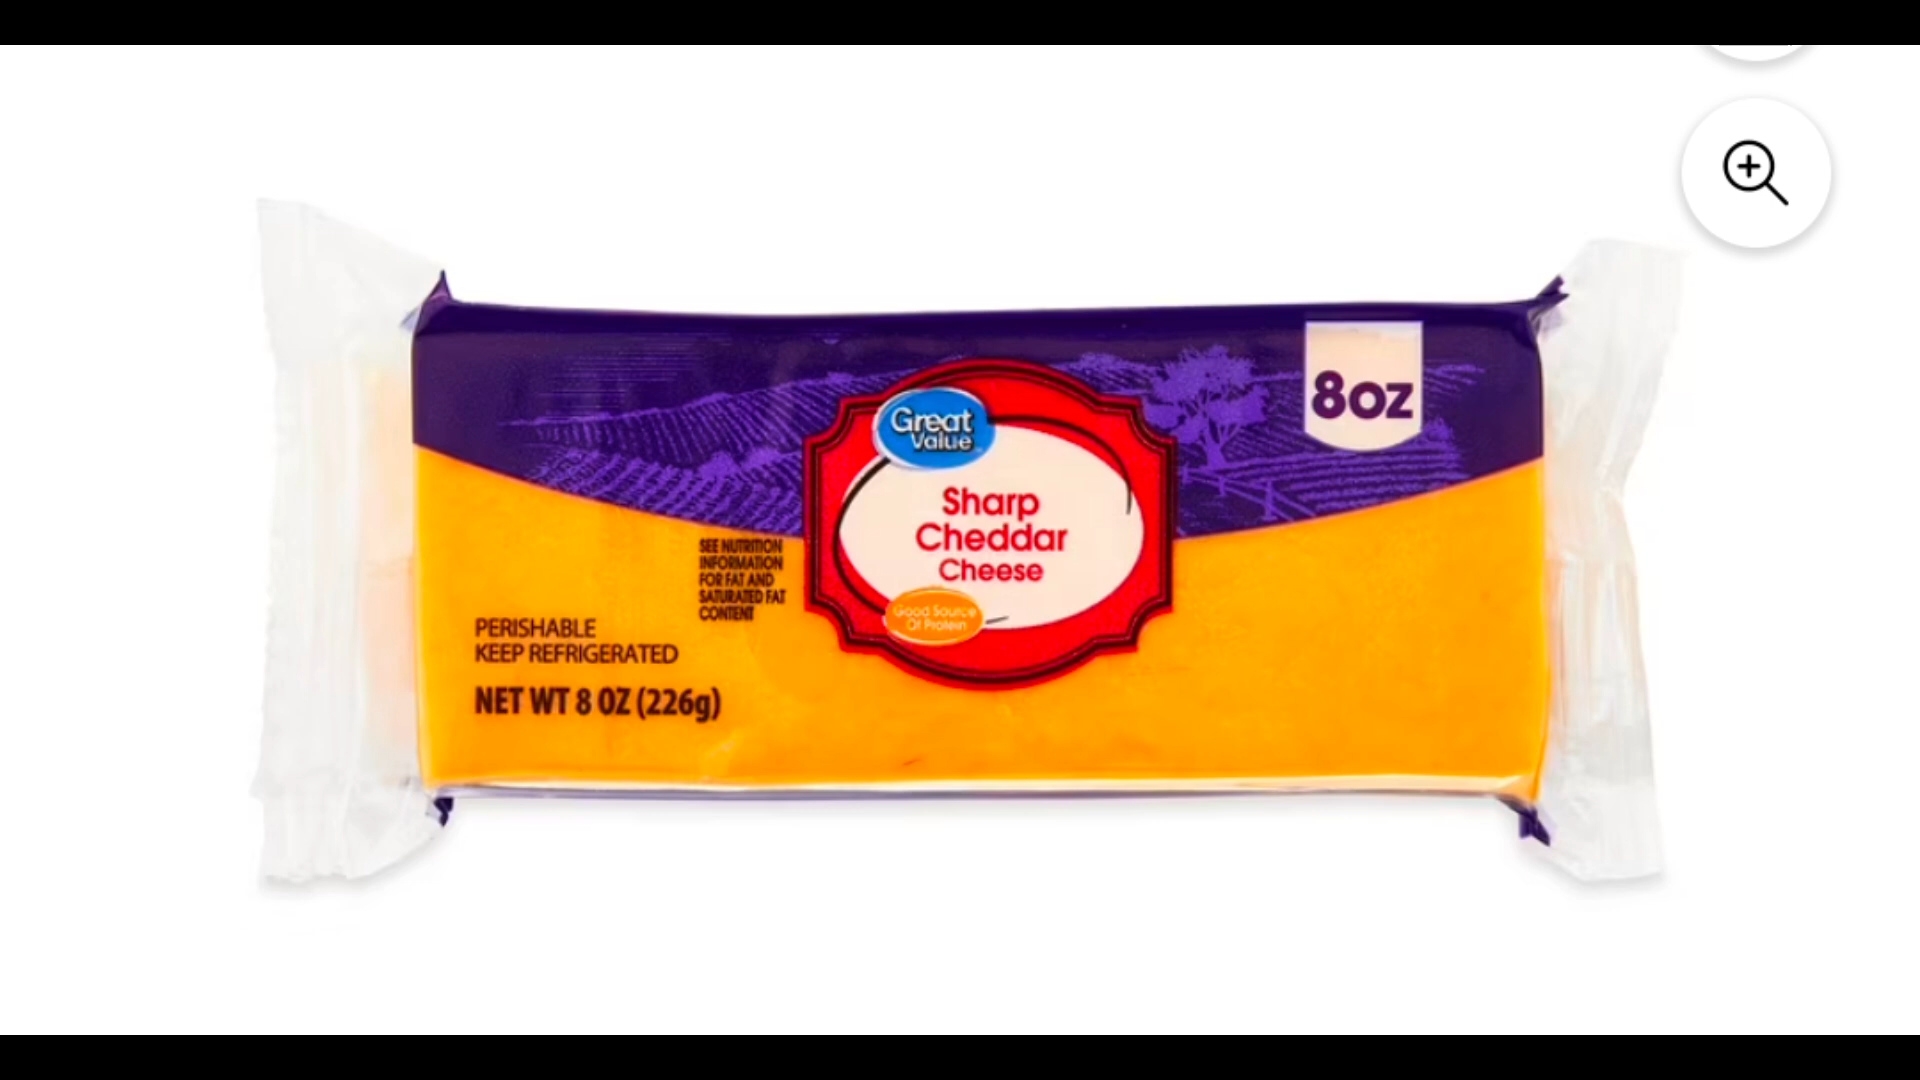 8oz
Great
Value
Sharp
Cheddar
Cheese
Good Source
Of Protein
SEE NUTRITION
INFORMATION
FOR FAT AND
SATURATED FAT
CONTENT
PERISHABLE
KEEP REFRIGERATED
NET WT 8 OZ (226g)